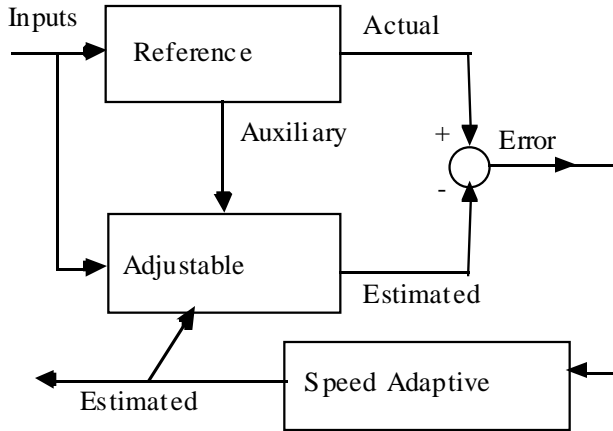 Inputs
Reference
Actual
Auxiliary
+
Error
-
Adjustable
Estimated
Speed Adaptive
Estimated